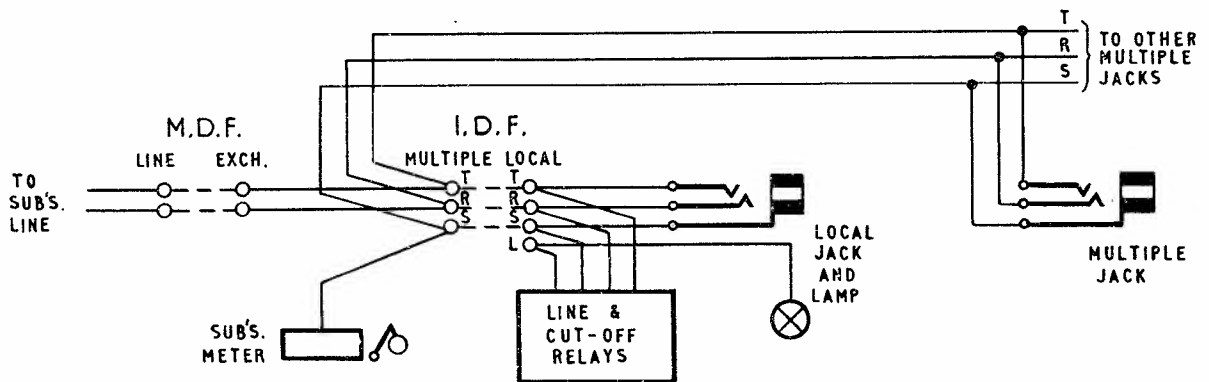 T
R
S
TO OTHER
MULTIPLE
JACKS
M.D.F.
LINE EXCH.
I.D.F.
MULTIPLE LOCAL
TO
SUB'S.
LINE
T T
R R
S S
L
LOCAL
JACK
AND
LAMP
MULTIPLE
JACK
SUB'S.
METER
LINE &
CUT-OFF
RELAYS